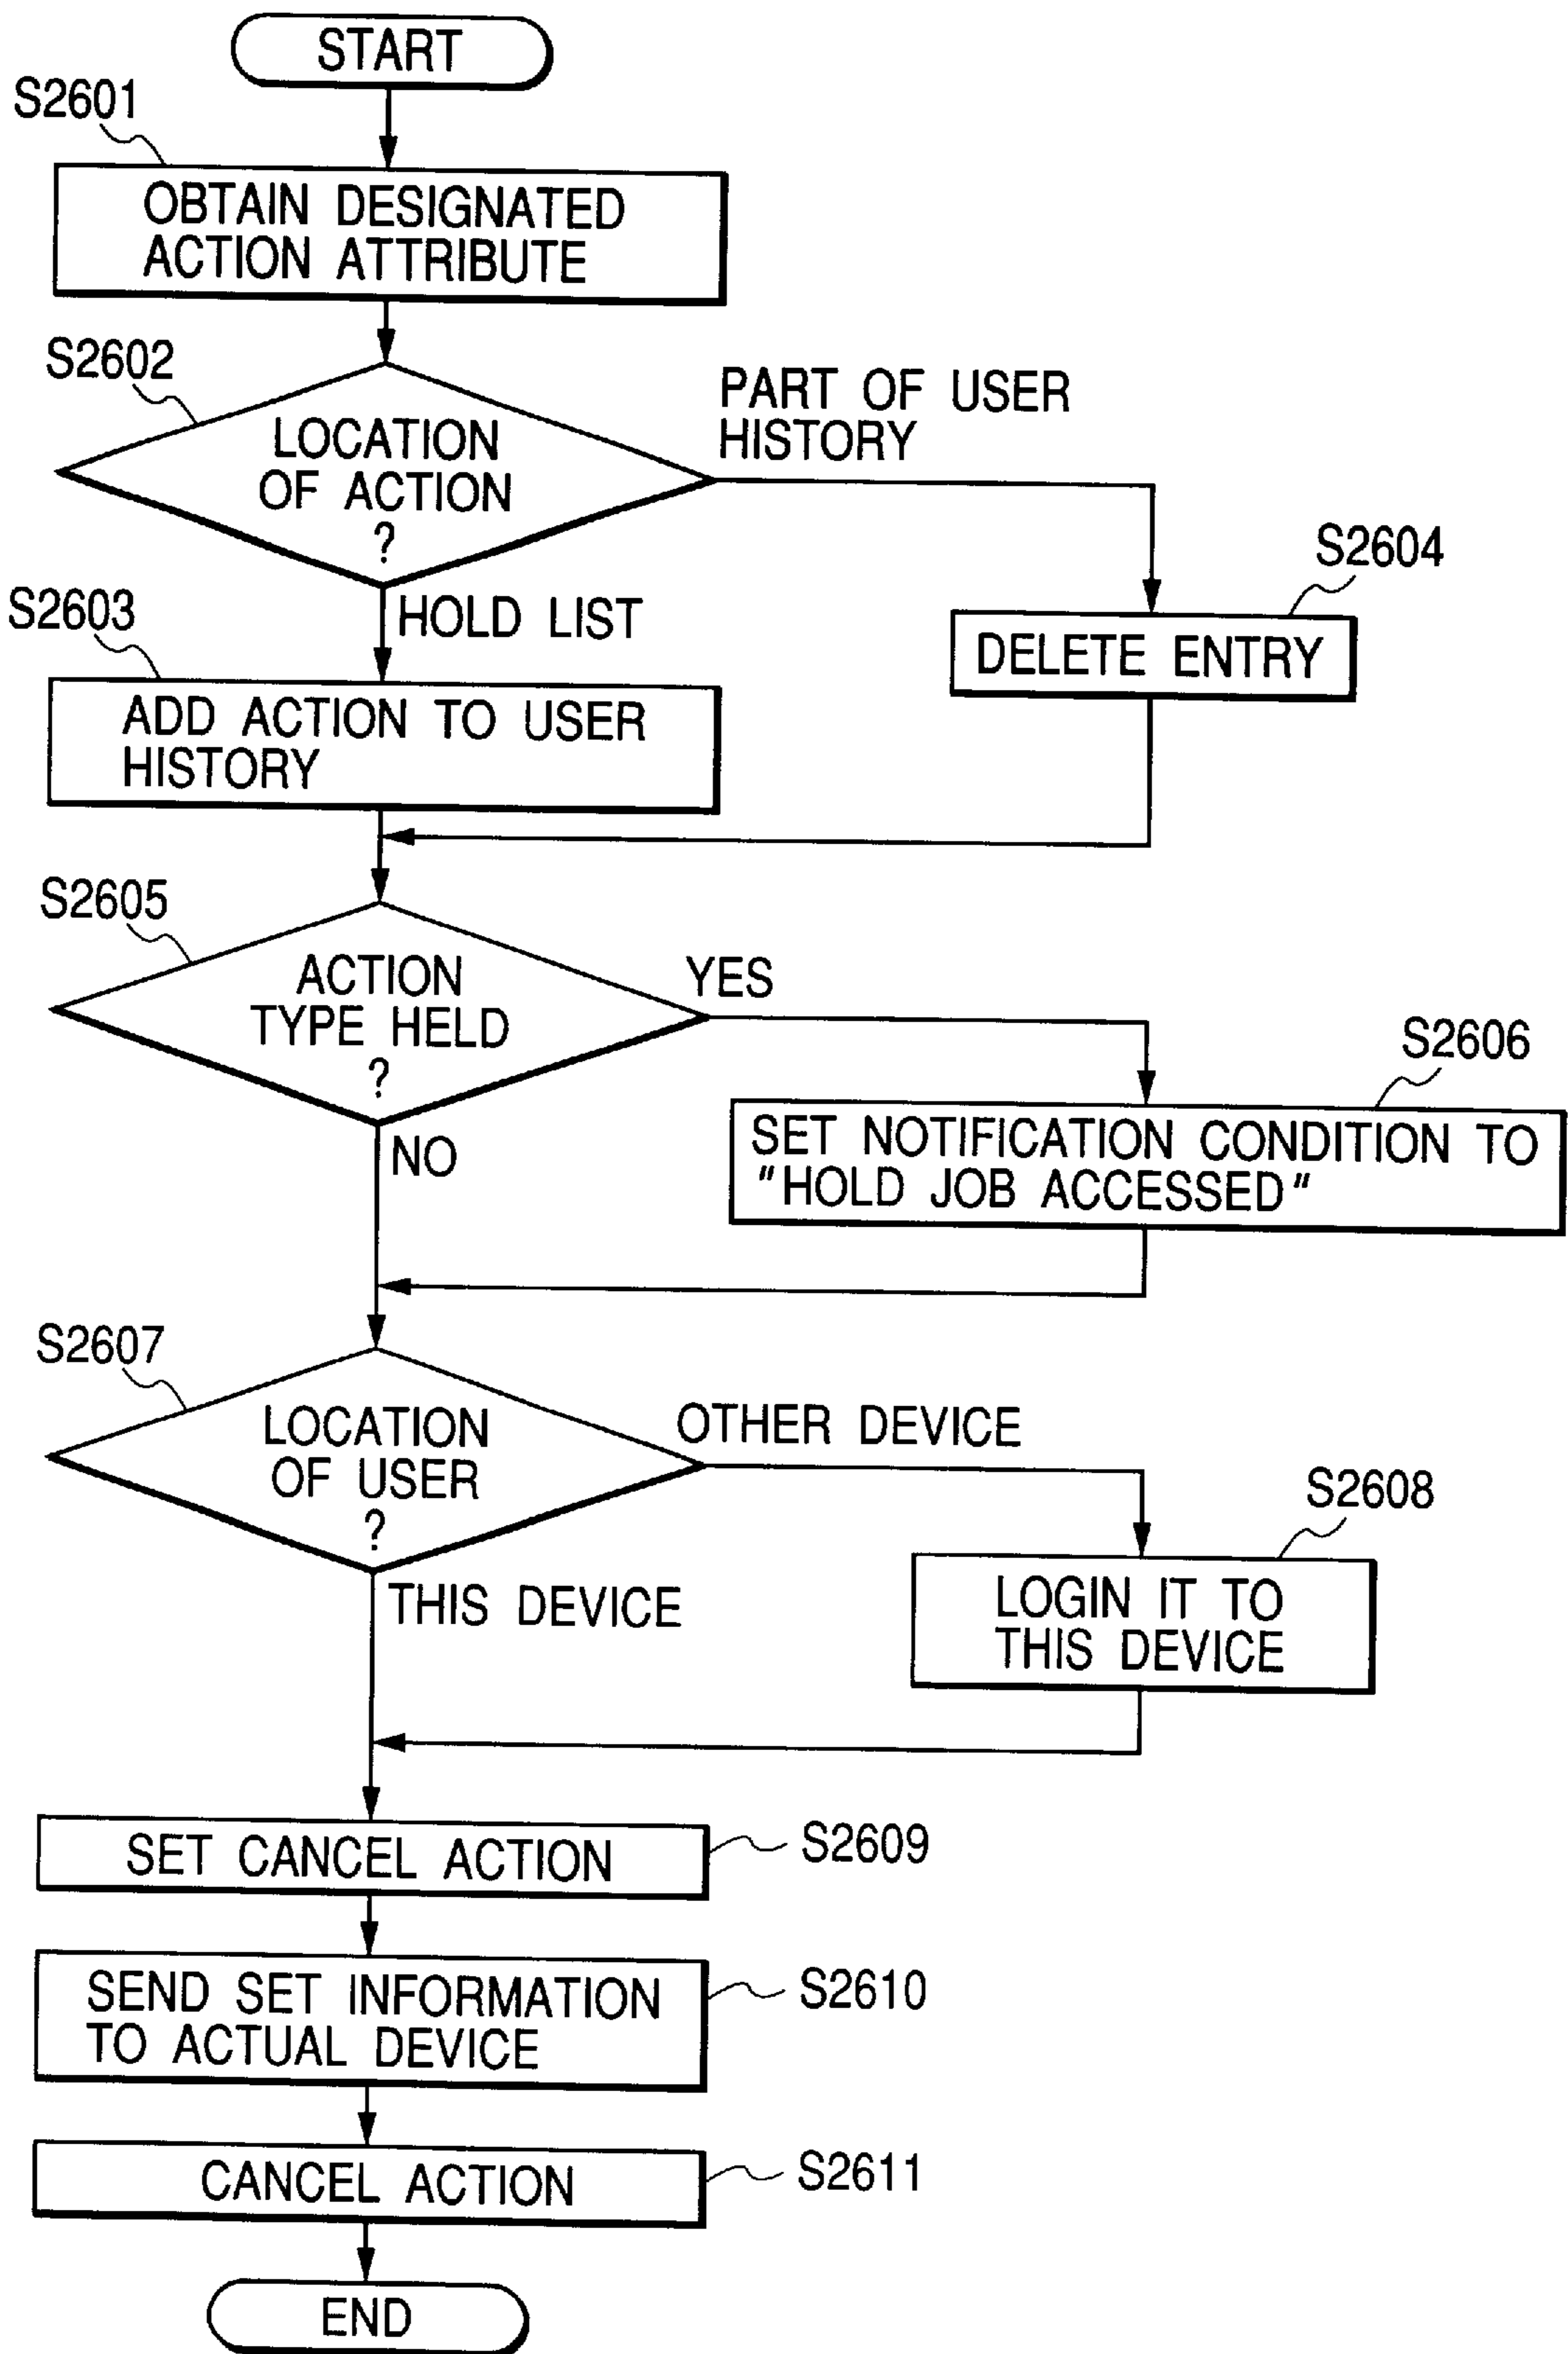 START
S2601
OBTAIN DESIGNATED
ACTION ATTRIBUTE
S2602
LOCATION
OF ACTION
?
PART OF USER
HISTORY
S2604
DELETE ENTRY
HOLD LIST
S2603
ADD ACTION TO USER
HISTORY
S2605
ACTION
TYPE HELD
?
YES
S2606
SET NOTIFICATION CONDITION TO
"HOLD JOB ACCESSED"
NO
S2607
LOCATION
OF USER
?
OTHER DEVICE
S2608
LOGIN IT TO
THIS DEVICE
THIS DEVICE
SET CANCEL ACTION
S2609
SEND SET INFORMATION
TO ACTUAL DEVICE
S2610
CANCEL ACTION
S2611
END